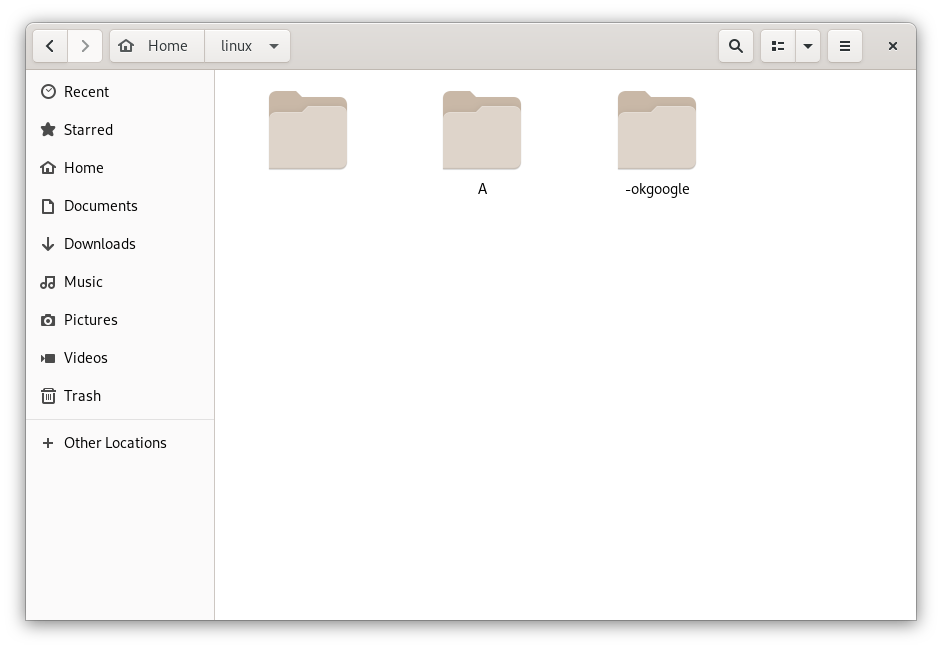 Home
linux
Recent
Starred
Home
Documents
Downloads
Music
Pictures
Videos
Trash
Other Locations
A
-okgoogle